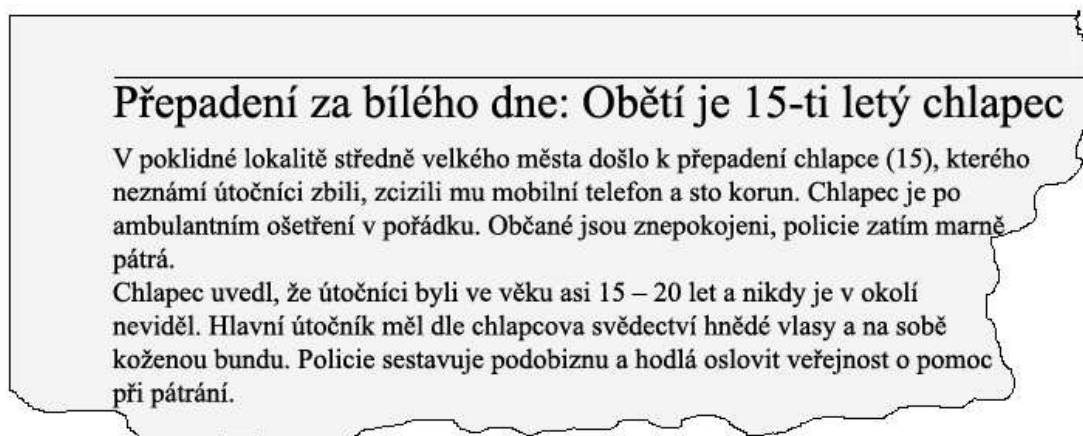 Přepadení za bílého dne: Obětí je 15-ti letý chlapec
V poklidné lokalitě středně velkého města došlo k přepadení chlapce (15), kterého
neznámí útočníci zbili, zcizili mu mobilní telefon a sto korun. Chlapec je po
ambulantním ošetření v pořádku. Občané jsou znepokojeni, policie zatím marně
pátrá.
Chlapec uvedl, že útočníci byli ve věku asi 15 – 20 let a nikdy je v okolí
neviděl. Hlavní útočník měl dle chlapcova svědectví hnědé vlasy a na sobě
koženou bundu. Policie sestavuje podobiznu a hodlá oslovit veřejnost o pomoc
při pátrání.